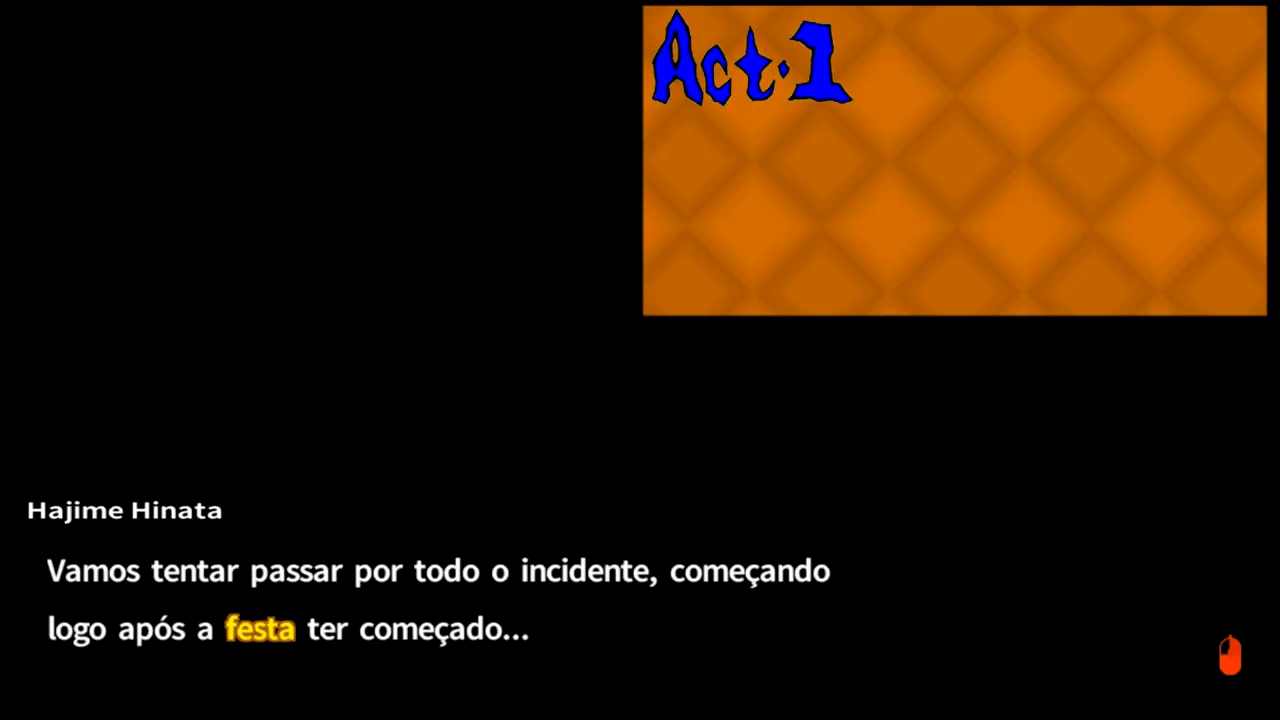 Act.1
Hajime Hinata
Vamos tentar passar por todo o incidente, começando
logo após a festa ter começado...